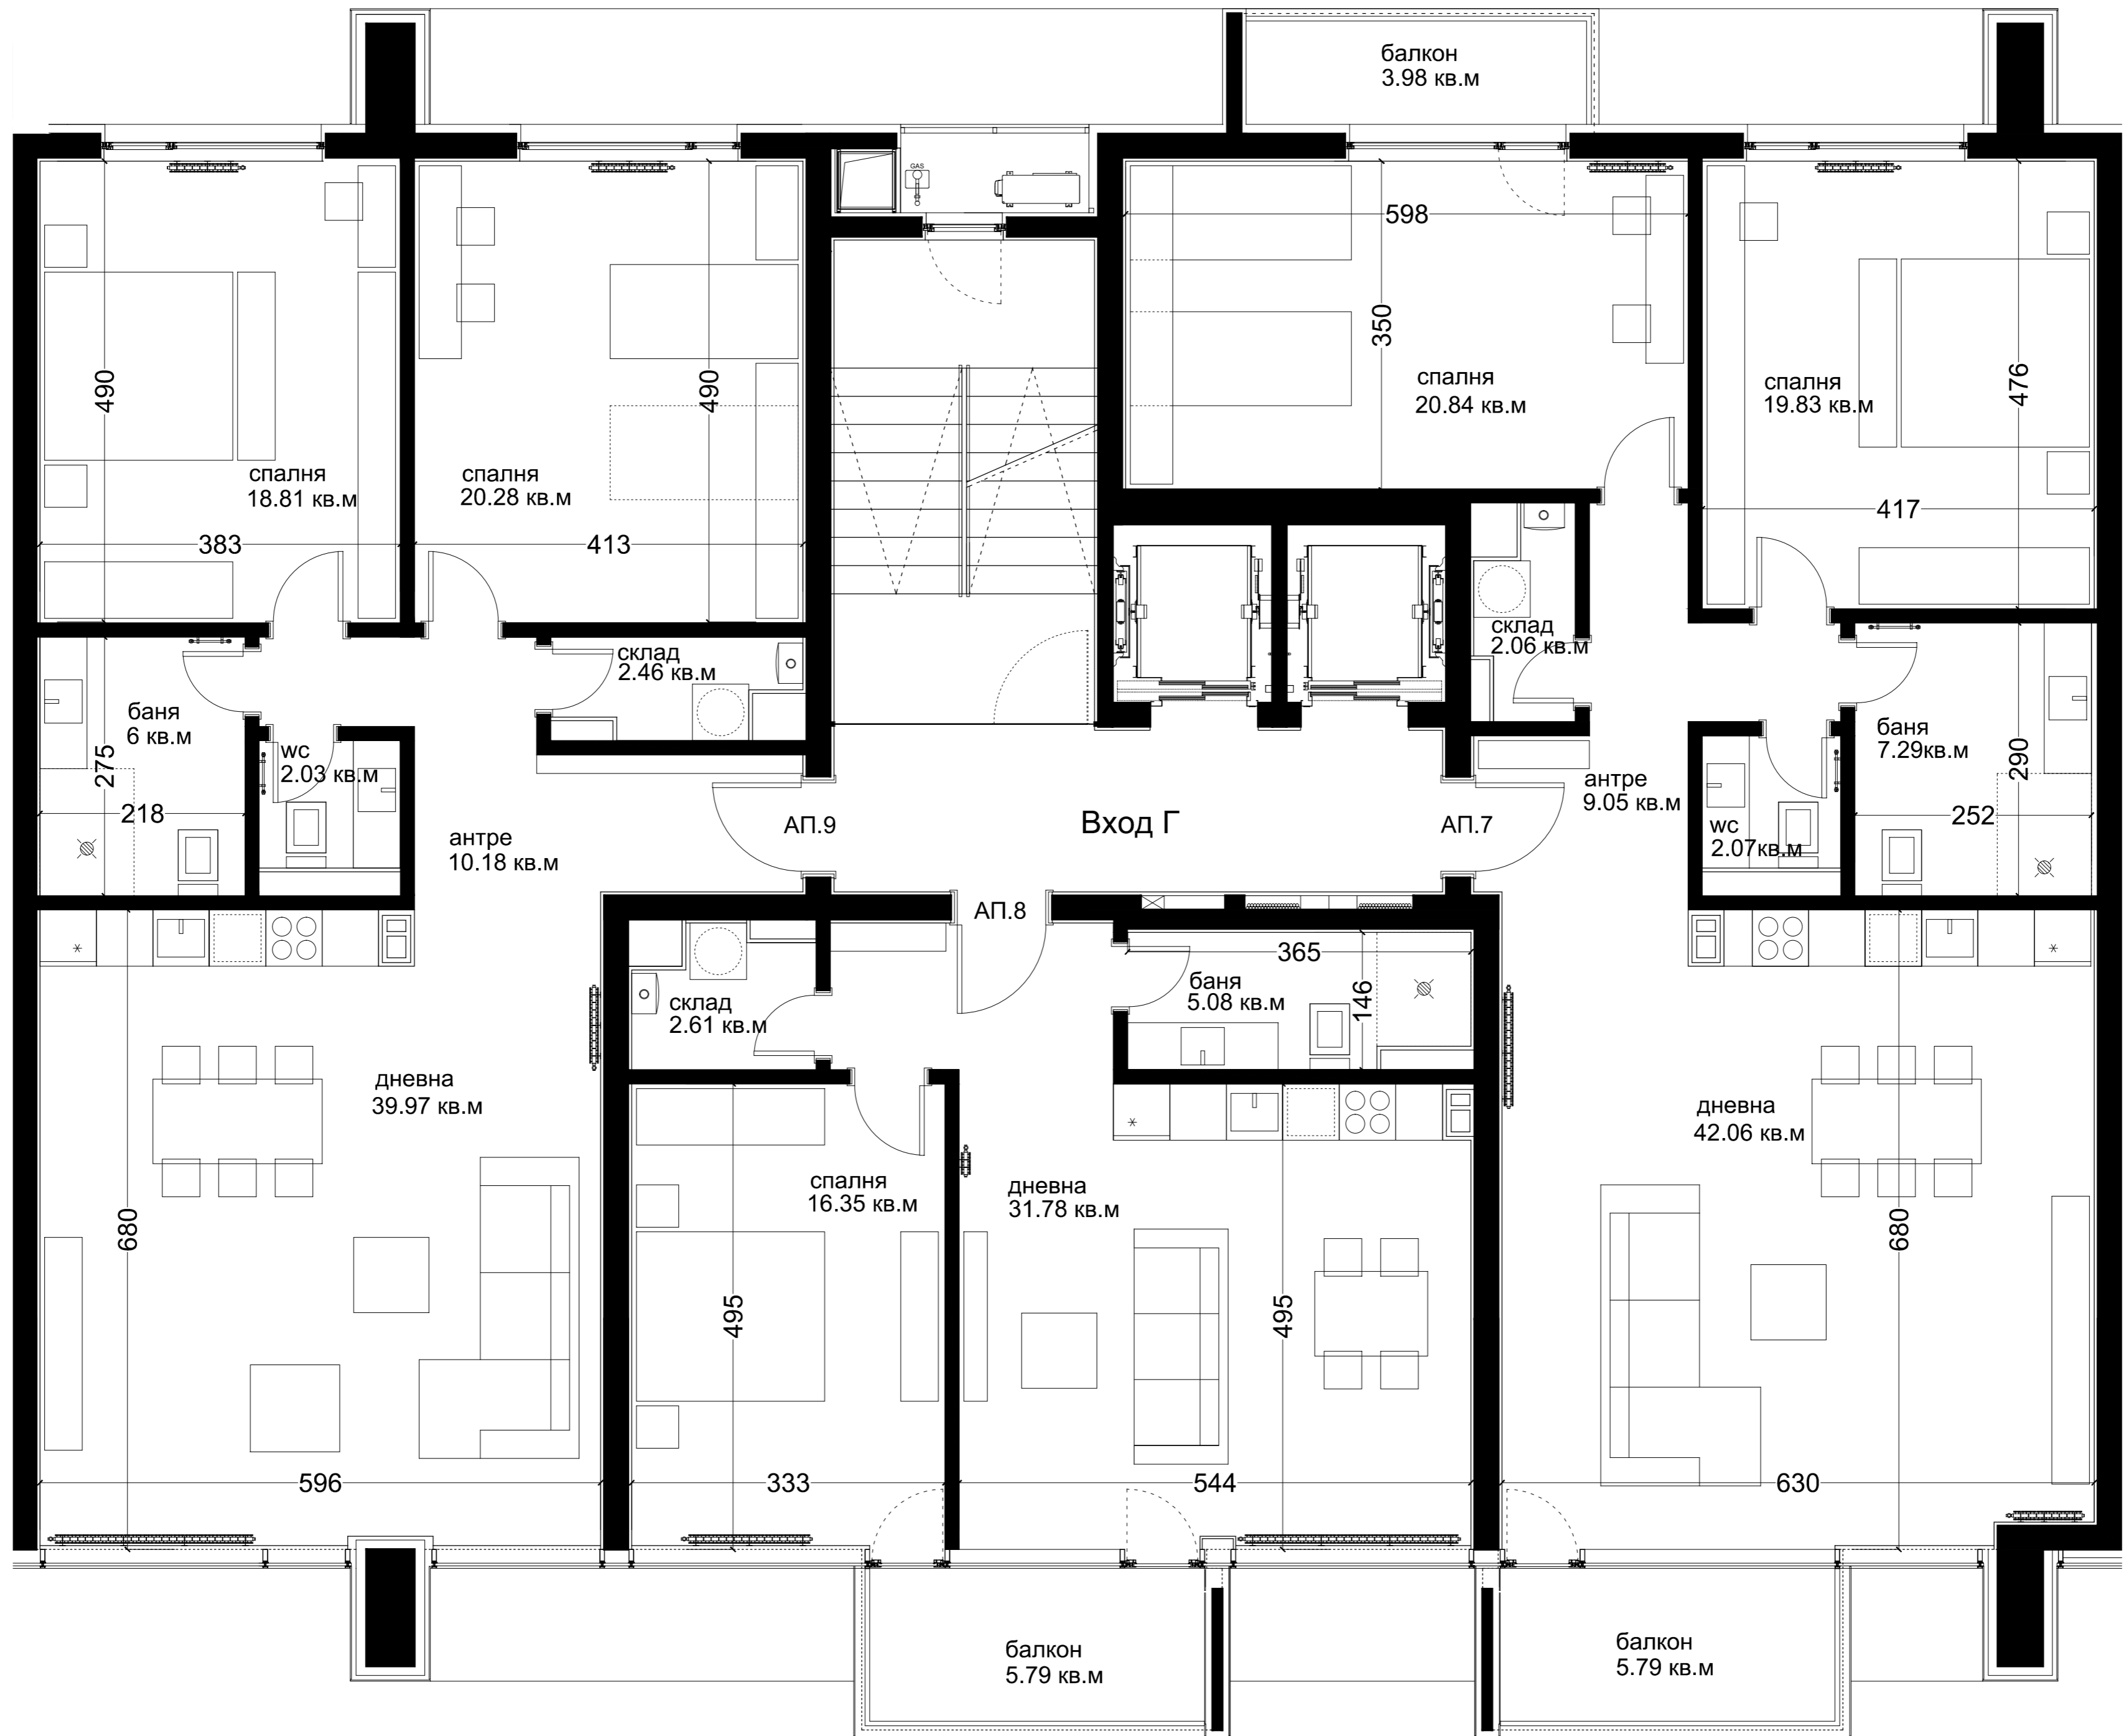 балкон
3.98 кв.м
GAS
598
350
490
490
476
спалня
20.84 кв.м
спалня
19.83 кв.м
спалня
18.81 кв.м
спалня
20.28 кв.м
417
383
413
склад
2.06 кв.м
склад
2.46 кв.м
баня
6 кв.м
275
218
wc
2.03 кв.м
баня
7.29кв.м
290
252
антре
9.05 кв.м
wc
2.07кв.м
антре
10.18 кв.м
АП.9
Вход Г
АП.7
АП.8
365
146
баня
5.08 кв.м
склад
2.61 кв.м
дневна
39.97 кв.м
дневна
42.06 кв.м
спалня
16.35 кв.м
дневна
31.78 кв.м
680
680
495
495
596
333
544
630
балкон
5.79 кв.м
балкон
5.79 кв.м